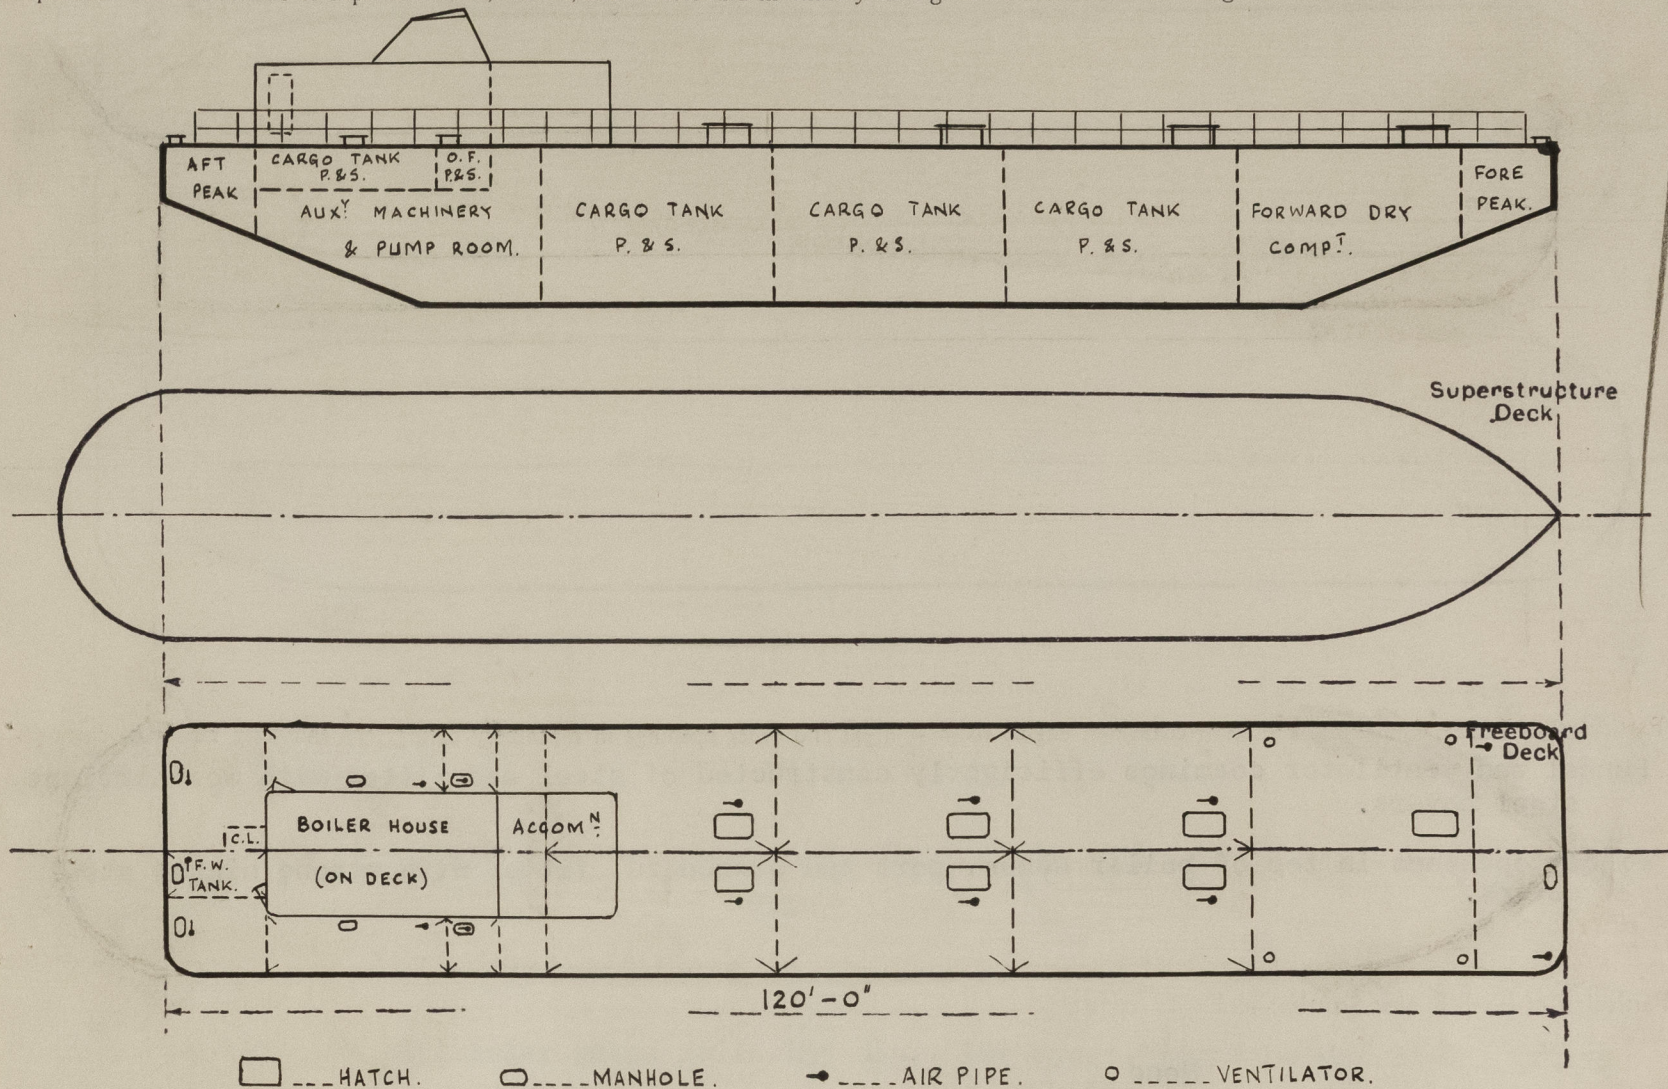 AFT
PEAK
CARGO TANK
P.&S.
O.F.
P.&S.
AUXY. MACHINERY
& PUMP ROOM.
CARGO TANK
P. & S.
CARGO TANK
P. & S.
CARGO TANK
P. & S.
FORWARD DRY
COMPT.
FORE
PEAK.
Superstructure
Deck
Freeboard
Deck
BOILER HOUSE
(ON DECK)
ACCOMN.
C.L.
F.W.
TANK.
120'-0"
HATCH.
MANHOLE.
AIR PIPE.
VENTILATOR.